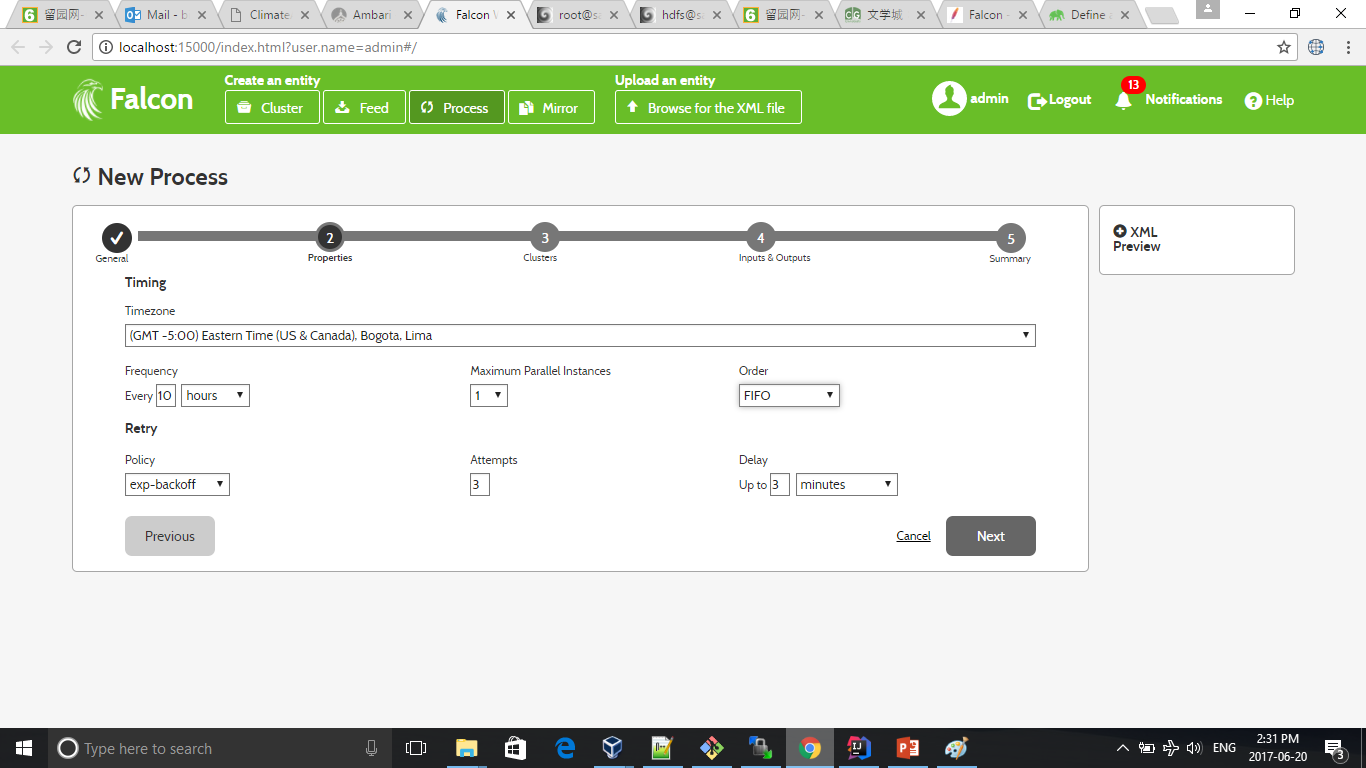 留园网-
Mail - b
Climate
Ambari
Falcon W
root@sa
hdfs@sa
留园网-
文学城
Falcon -
Define a
localhost:15000/index.html?user.name=admin#/
Falcon
Create an entity
Cluster
Feed
Process
Mirror
Upload an entity
Browse for the XML file
admin
Logout
13
Notifications
Help
New Process
2
3
4
5
General
Properties
Clusters
Inputs & Outputs
Summary
XML
Preview
Timing
Timezone
(GMT -5:00) Eastern Time (US & Canada), Bogota, Lima
Frequency
Maximum Parallel Instances
Order
Every 10 hours
1
FIFO
Retry
Policy
Attempts
Delay
exp-backoff
3
Up to 3 minutes
Previous
Cancel
Next
Type here to search
ENG
2:31 PM
2017-06-20
3